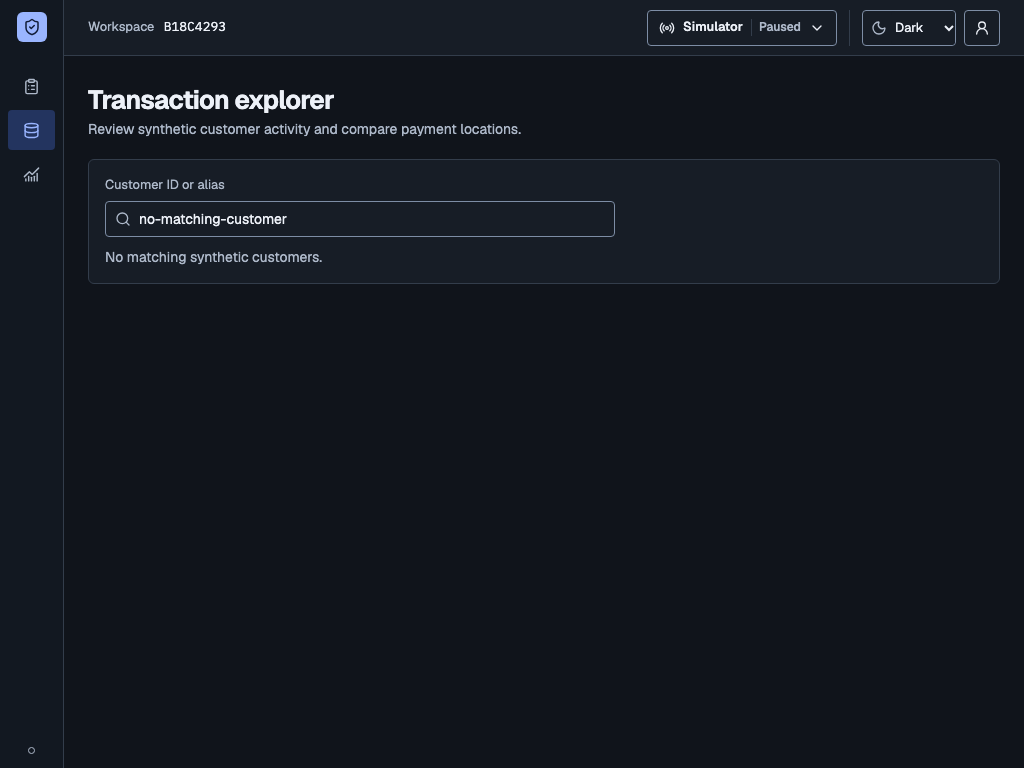 Workspace B18C4293
Simulator Paused
Dark
Transaction explorer
Review synthetic customer activity and compare payment locations.
Customer ID or alias
no-matching-customer
No matching synthetic customers.